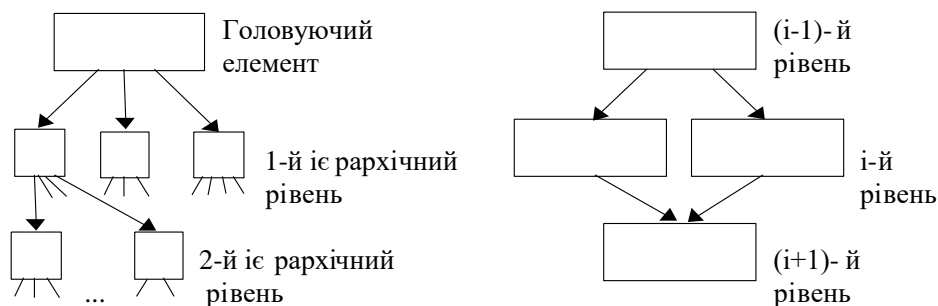 Головуючий
елемент
1-й іє рархічний
рівень
2-й іє рархічний
рівень
...
(i-1)- й
рівень
i-й
рівень
(i+1)- й
рівень